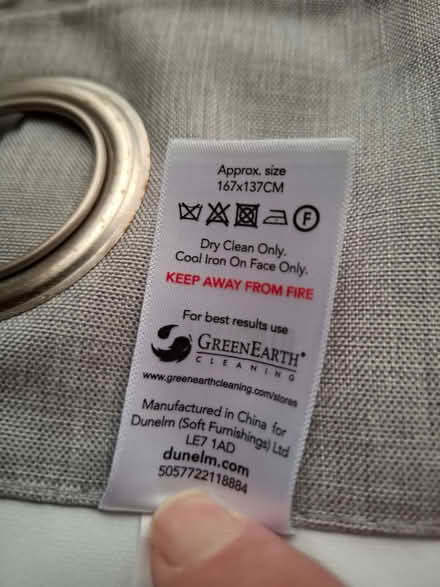 Approx. size
167x137CM
F
Dry Clean Only.
Cool Iron On Face Only.
KEEP AWAY FROM FIRE
For best results use
GREENEARTH®
CLEANING
www.greenearthcleaning.com/stores
Manufactured in China for
Dunelm (Soft Furnishings) Ltd
LE7 1AD
dunelm.com
5057722118884